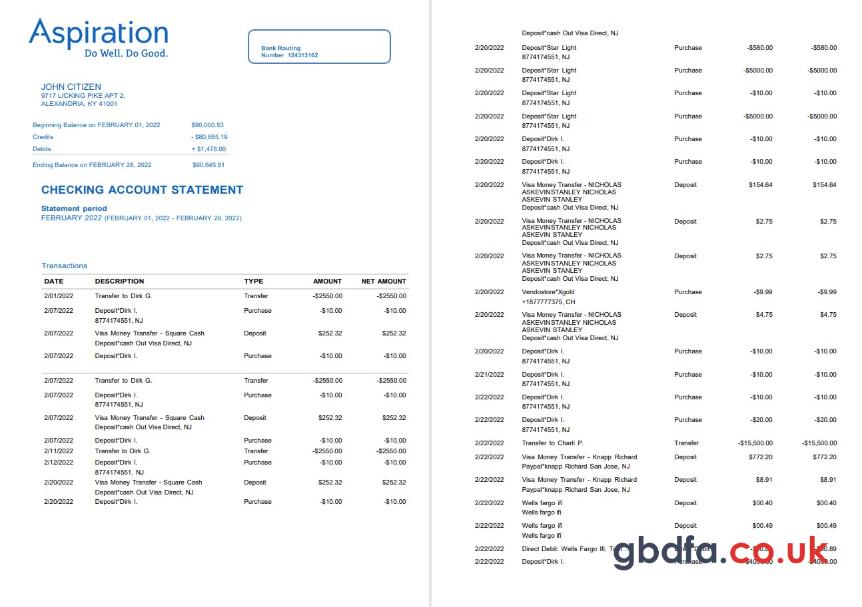 Aspiration
Do Well. Do Good.
Bank Routing
Number 124313162
JOHN CITIZEN
9717 LICKING PIKE APT 2,
ALEXANDRIA, KY 41001
Beginning Balance on FEBRUARY 01, 2022 $90,000.53
Credits - $80,685.19
Debits + $1,476.00
Ending Balance on FEBRUARY 28, 2022 $90,645.81
CHECKING ACCOUNT STATEMENT
Statement period
FEBRUARY 2022 (FEBRUARY 01, 2022 - FEBRUARY 28, 2022)
Transactions
DATE DESCRIPTION TYPE AMOUNT NET AMOUNT
2/01/2022 Transfer to Dirk G. Transfer -$2550.00 -$2550.00
2/07/2022 Deposit*Dirk I. Purchase -$10.00 -$10.00
8774174551, NJ
2/07/2022 Visa Money Transfer - Square Cash Deposit $252.32 $252.32
Deposit*cash Out Visa Direct, NJ
2/07/2022 Deposit*Dirk I. Purchase -$10.00 -$10.00
2/07/2022 Transfer to Dirk G. Transfer -$2550.00 -$2550.00
2/07/2022 Deposit*Dirk I. Purchase -$10.00 -$10.00
8774174551, NJ
2/07/2022 Visa Money Transfer - Square Cash Deposit $252.32 $252.32
Deposit*cash Out Visa Direct, NJ
2/07/2022 Deposit*Dirk I. Purchase -$10.00 -$10.00
2/11/2022 Transfer to Dirk G. Transfer -$2550.00 -$2550.00
2/12/2022 Deposit*Dirk I. Purchase -$10.00 -$10.00
8774174551, NJ
2/20/2022 Visa Money Transfer - Square Cash Deposit $252.32 $252.32
Deposit*cash Out Visa Direct, NJ
2/20/2022 Deposit*Dirk I. Purchase -$10.00 -$10.00
Deposit*cash Out Visa Direct, NJ
2/20/2022 Deposit*Star Light Purchase -$580.00 -$580.00
8774174551, NJ
2/20/2022 Deposit*Star Light Purchase -$5000.00 -$5000.00
8774174551, NJ
2/20/2022 Deposit*Star Light Purchase -$10.00 -$10.00
8774174551, NJ
2/20/2022 Deposit*Star Light Purchase -$5000.00 -$5000.00
8774174551, NJ
2/20/2022 Deposit*Dirk I. Purchase -$10.00 -$10.00
8774174551, NJ
2/20/2022 Deposit*Dirk I. Purchase -$10.00 -$10.00
8774174551, NJ
2/20/2022 Visa Money Transfer - NICHOLAS Deposit $154.64 $154.64
ASKEVINSTANLEY NICHOLAS
ASKEVIN STANLEY
Deposit*cash Out Visa Direct, NJ
2/20/2022 Visa Money Transfer - NICHOLAS Deposit $2.75 $2.75
ASKEVINSTANLEY NICHOLAS
ASKEVIN STANLEY
Deposit*cash Out Visa Direct, NJ
2/20/2022 Visa Money Transfer - NICHOLAS Deposit $2.75 $2.75
ASKEVINSTANLEY NICHOLAS
ASKEVIN STANLEY
Deposit*cash Out Visa Direct, NJ
2/20/2022 Vendostore*Xgold Purchase -$9.99 -$9.99
+1877777375, CH
2/20/2022 Visa Money Transfer - NICHOLAS Deposit $4.75 $4.75
ASKEVINSTANLEY NICHOLAS
ASKEVIN STANLEY
Deposit*cash Out Visa Direct, NJ
2/20/2022 Deposit*Dirk I. Purchase -$10.00 -$10.00
8774174551, NJ
2/21/2022 Deposit*Dirk I. Purchase -$10.00 -$10.00
8774174551, NJ
2/22/2022 Deposit*Dirk I. Purchase -$10.00 -$10.00
8774174551, NJ
2/22/2022 Deposit*Dirk I. Purchase -$20.00 -$20.00
8774174551, NJ
2/22/2022 Transfer to Charli P. Transfer -$15,500.00 -$15,500.00
2/22/2022 Visa Money Transfer - Knapp Richard Deposit $772.20 $772.20
Paypal*knapp Richard San Jose, NJ
2/22/2022 Visa Money Transfer - Knapp Richard Deposit $8.91 $8.91
Paypal*knapp Richard San Jose, NJ
2/22/2022 Wells fargo ifi Deposit $00.40 $00.40
Wells fargo ifi
2/22/2022 Wells fargo ifi Deposit $00.49 $00.49
Wells fargo ifi
2/22/2022 Direct Debit: Wells Fargo Ifi,
2/22/2022 Deposit*Dirk I. Purchase
gbdfa.co.uk